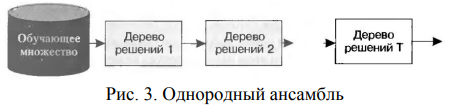 Обучающее
множество
Дерево
решений 1
Дерево
решений 2
Дерево
решений T
Рис. 3. Однородный ансамбль